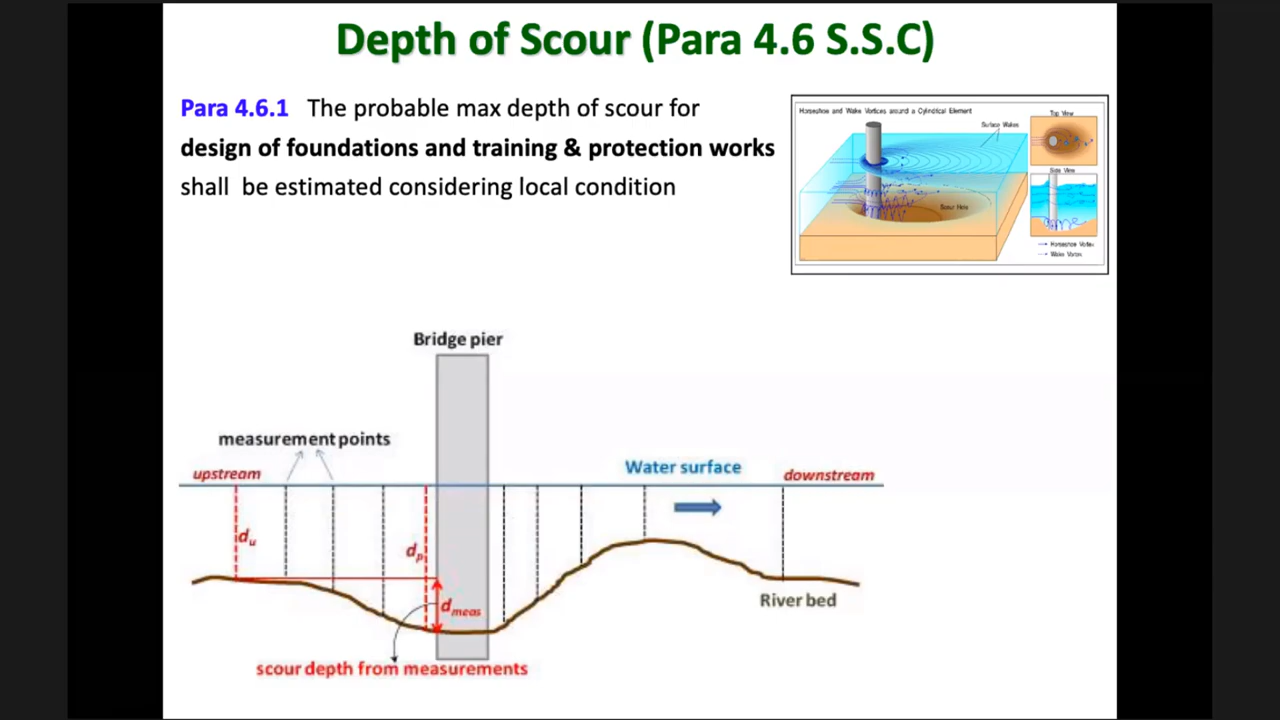 Depth of Scour (Para 4.6 S.S.C)
Para 4.6.1 The probable max depth of scour for
design of foundations and training & protection works
shall be estimated considering local condition
Horseshoe and Wake Vortices around a Cylindrical Element
Surface Wakes
Top View
Side View
Scour Hole
Horseshoe Vortex
Wake Vortex
Bridge pier
measurement points
upstream
Water surface
downstream
du
dp
dmeas
River bed
scour depth from measurements